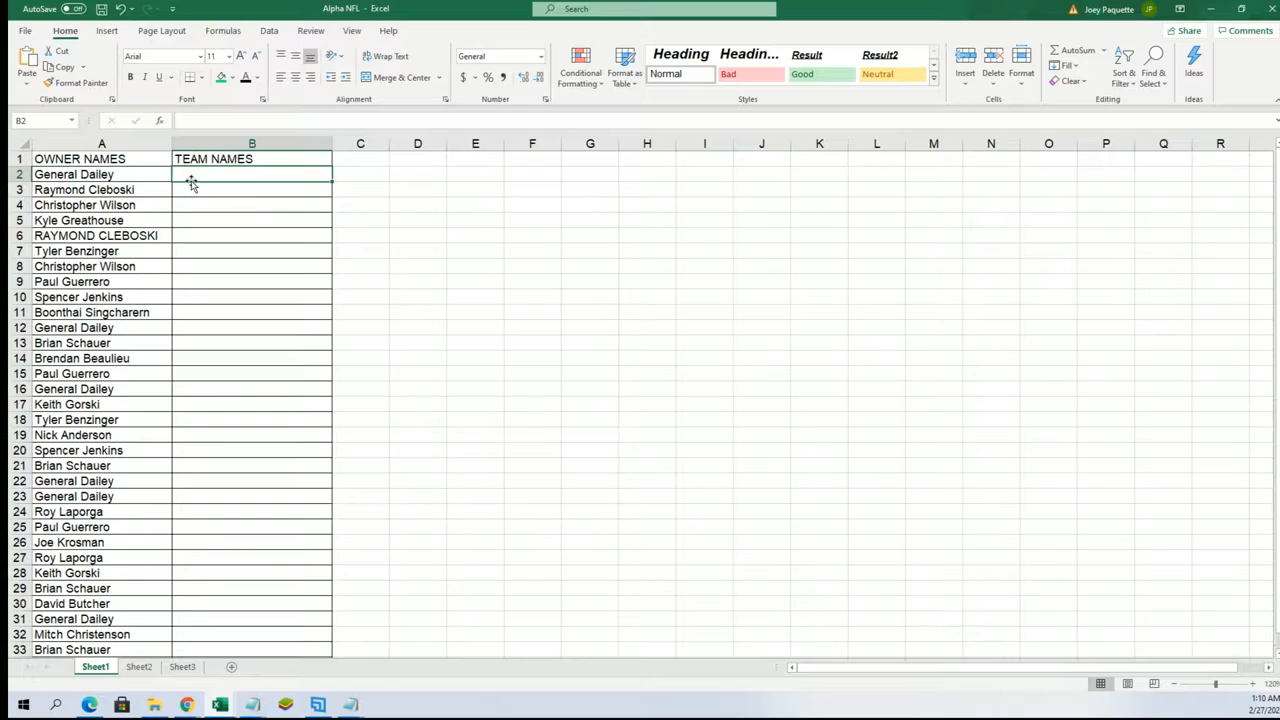 AutoSave Off Alpha NFL - Excel Search Joey Paquette JP
File Home Insert Page Layout Formulas Data Review View Help Share Comments
Paste Cut Copy Format Painter Clipboard
Arial 11 B I U Font
Wrap Text Merge & Center Alignment
General $ % Number
Conditional Formatting Format as Table
Heading Headin... Result Result2
Normal Bad Good Neutral
Styles
Insert Delete Format Cells
AutoSum Fill Clear Sort & Filter Find & Select Editing
Ideas Ideas
B2 fx
A B C D E F G H I J K L M N O P Q R
1 OWNER NAMES TEAM NAMES
2 General Dailey
3 Raymond Cleboski
4 Christopher Wilson
5 Kyle Greathouse
6 RAYMOND CLEBOSKI
7 Tyler Benzinger
8 Christopher Wilson
9 Paul Guerrero
10 Spencer Jenkins
11 Boonthai Singcharern
12 General Dailey
13 Brian Schauer
14 Brendan Beaulieu
15 Paul Guerrero
16 General Dailey
17 Keith Gorski
18 Tyler Benzinger
19 Nick Anderson
20 Spencer Jenkins
21 Brian Schauer
22 General Dailey
23 General Dailey
24 Roy Laporga
25 Paul Guerrero
26 Joe Krosman
27 Roy Laporga
28 Keith Gorski
29 Brian Schauer
30 David Butcher
31 General Dailey
32 Mitch Christenson
33 Brian Schauer
Sheet1 Sheet2 Sheet3
120%
1:10 AM
2/27/202